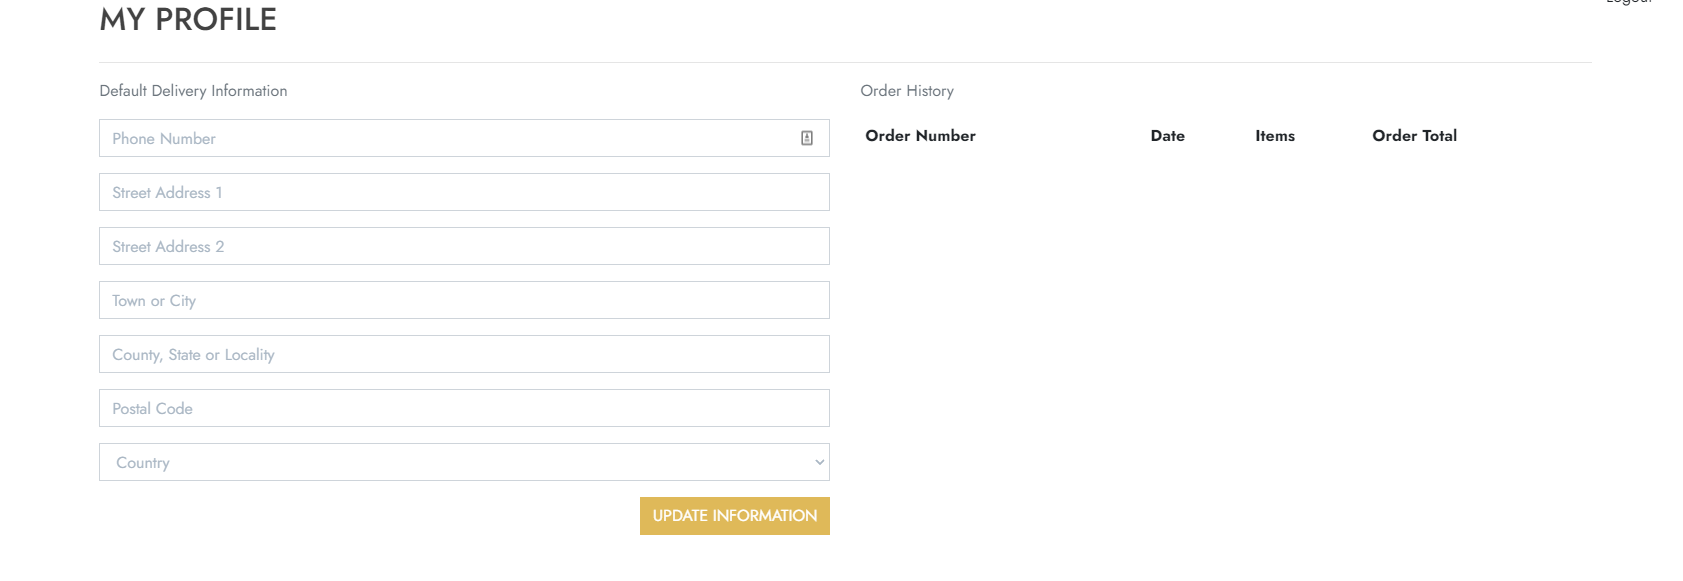 Logout
MY PROFILE
Default Delivery Information
Phone Number
Street Address 1
Street Address 2
Town or City
County, State or Locality
Postal Code
Country
UPDATE INFORMATION
Order History
Order Number Date Items Order Total